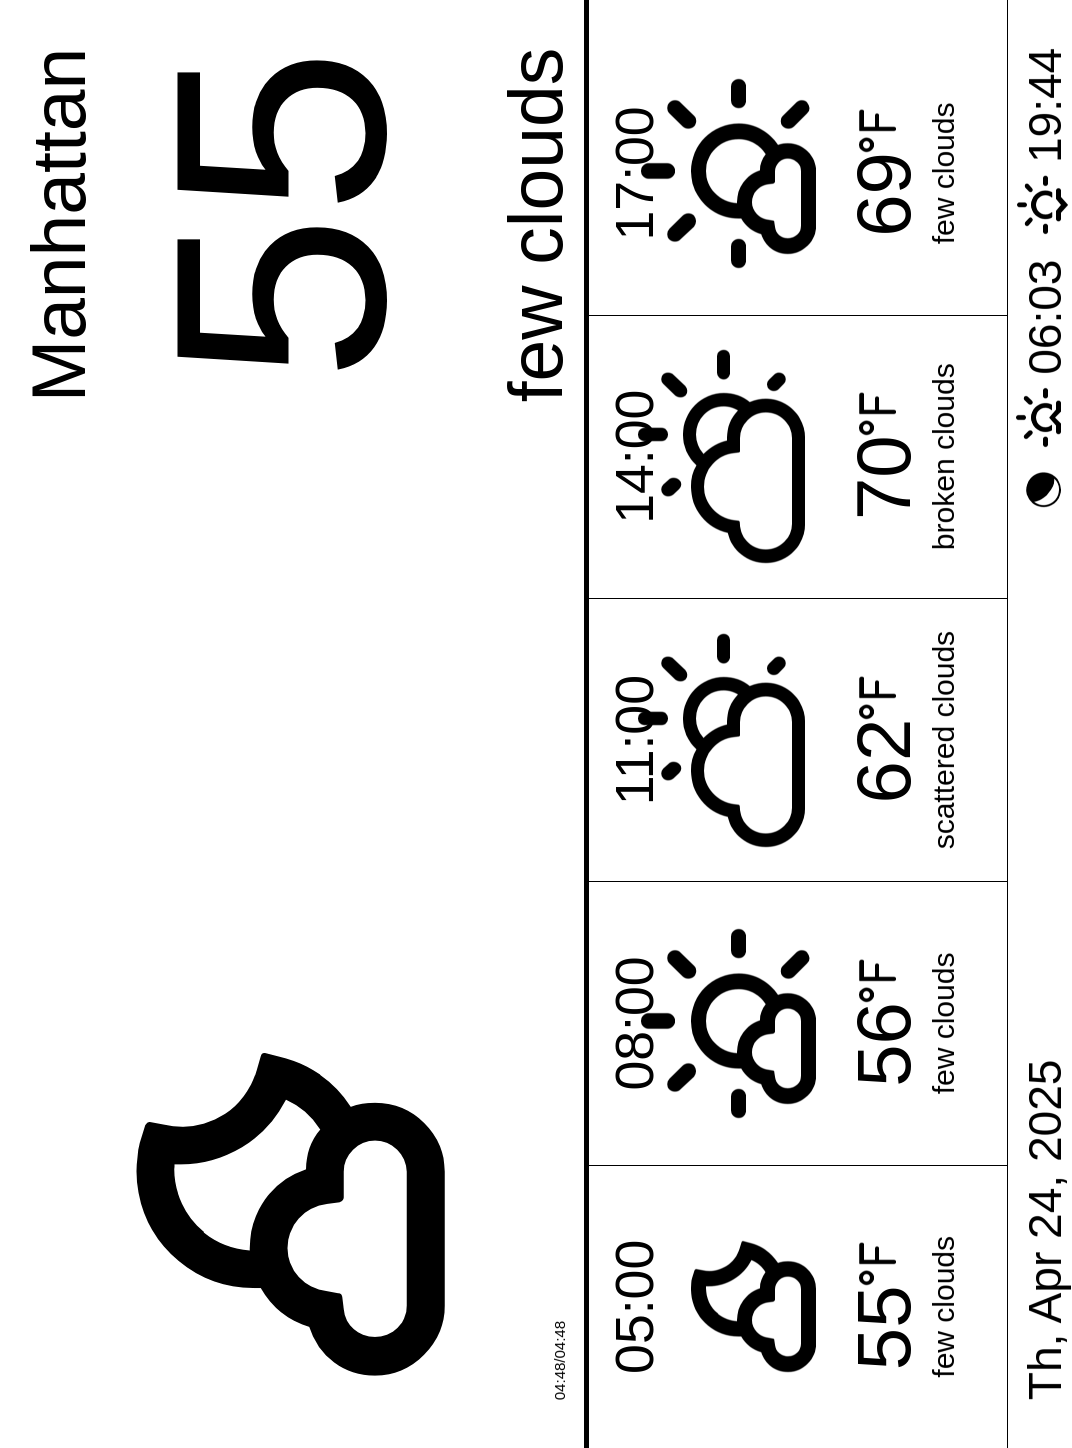 Manhattan
55
few clouds
04:48/04:48
05:00
55°F
few clouds
08:00
56°F
few clouds
11:00
62°F
scattered clouds
14:00
70°F
broken clouds
17:00
69°F
few clouds
Th, Apr 24, 2025
06:03
19:44